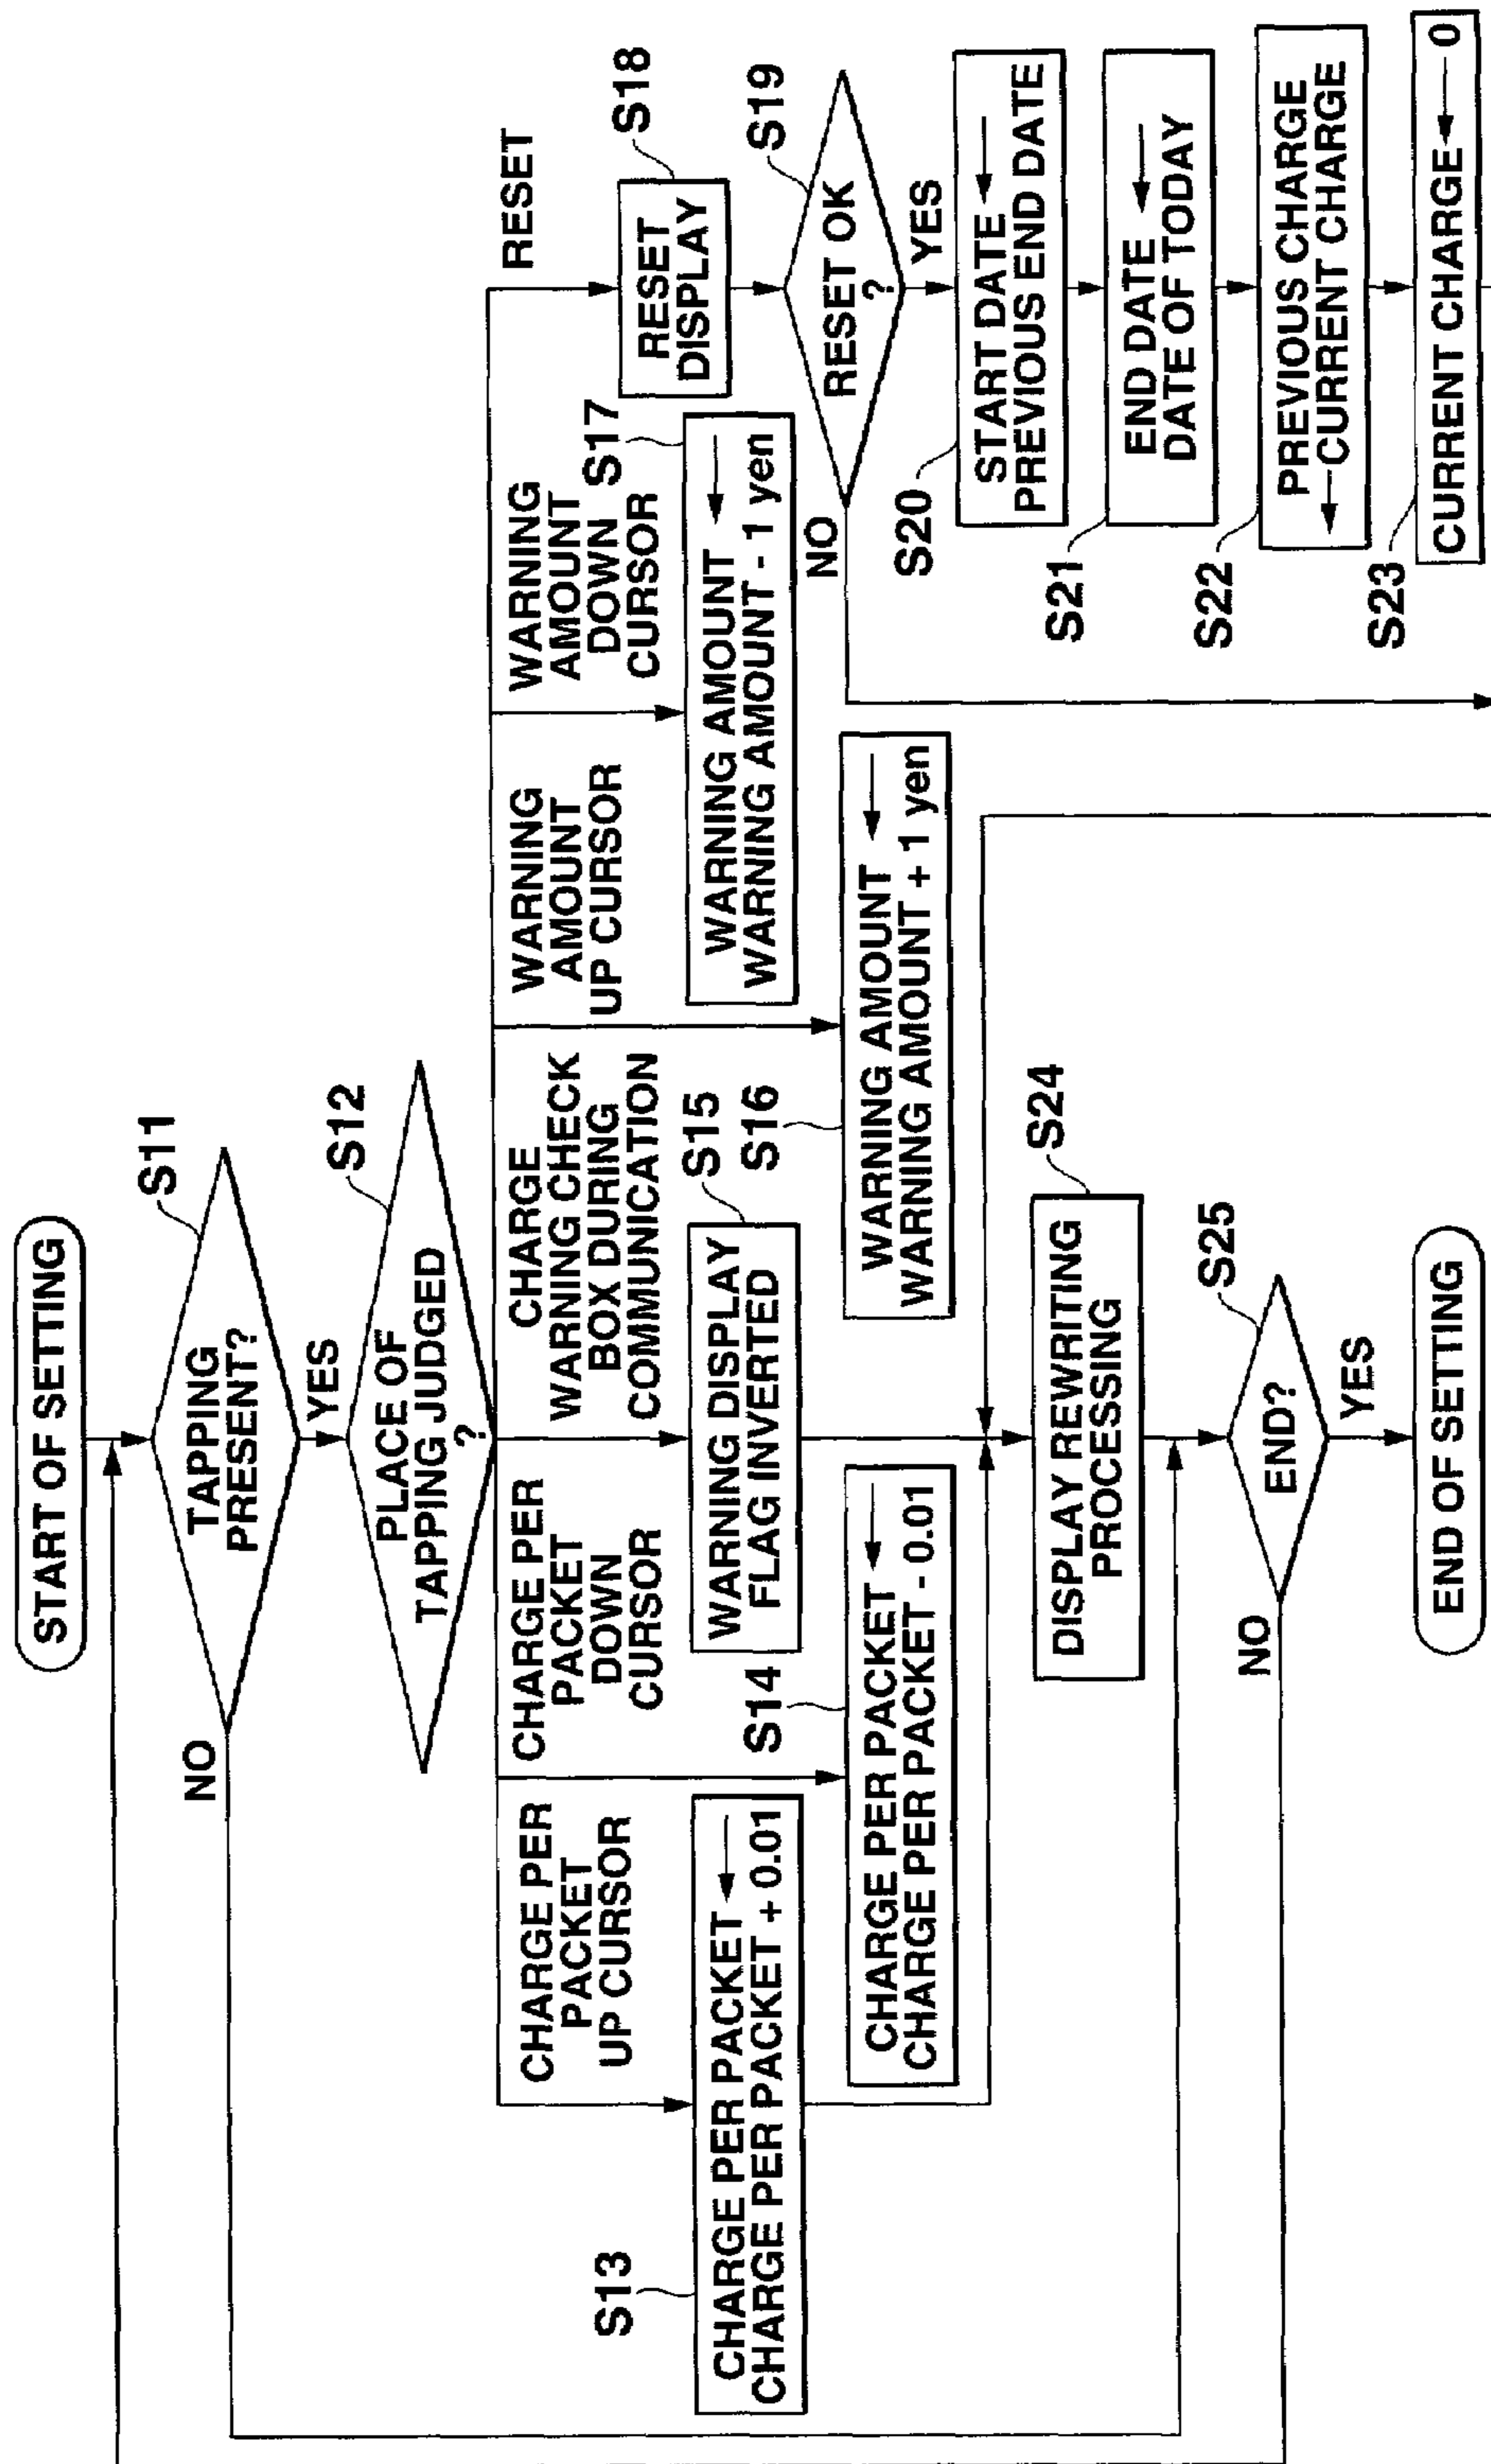 START OF SETTING
S11
TAPPING
PRESENT?
NO
YES
S12
PLACE OF
TAPPING JUDGED
?
CHARGE PER
PACKET
UP CURSOR
S13
CHARGE PER PACKET ←
CHARGE PER PACKET + 0.01
CHARGE PER
PACKET
DOWN
CURSOR
S14
CHARGE PER PACKET ←
CHARGE PER PACKET - 0.01
CHARGE
WARNING CHECK
BOX DURING
COMMUNICATION
S15
WARNING DISPLAY
FLAG INVERTED
WARNING
AMOUNT
UP CURSOR
S16
WARNING AMOUNT ←
WARNING AMOUNT + 1 yen
WARNING
AMOUNT
DOWN
CURSOR
S17
WARNING AMOUNT ←
WARNING AMOUNT - 1 yen
RESET
S18
RESET
DISPLAY
S19
RESET OK
?
NO
YES
S20
START DATE ←
PREVIOUS END DATE
S21
END DATE ←
DATE OF TODAY
S22
PREVIOUS CHARGE
← CURRENT CHARGE
S23
CURRENT CHARGE ← 0
S24
DISPLAY REWRITING
PROCESSING
S25
END?
NO
YES
END OF SETTING